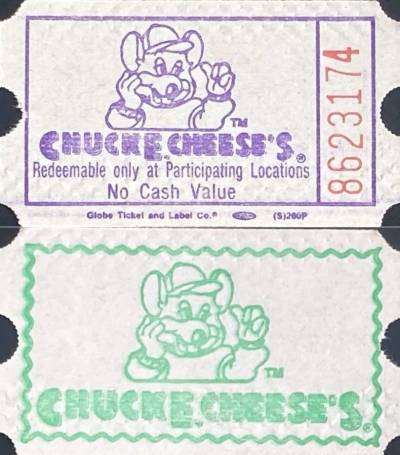 TM
CHUCK E. CHEESE'S®
Redeemable only at Participating Locations
No Cash Value
8623174
Globe Ticket and Label Co.® (S)260P
TM
CHUCK E. CHEESE'S®